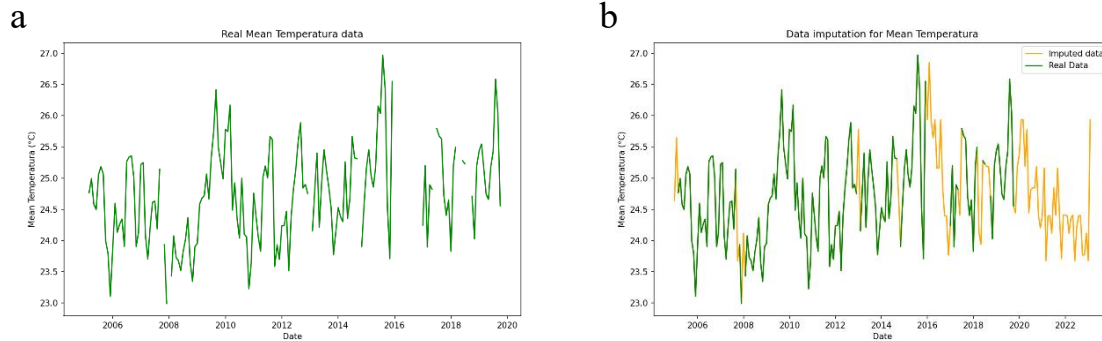 a
Real Mean Temperatura data
27.0
26.5
26.0
25.5
25.0
24.5
24.0
23.5
23.0
Mean Temperatura (°C)
2006 2008 2010 2012 2014 2016 2018 2020
Date
b
Data imputation for Mean Temperatura
Imputed data
Real Data
27.0
26.5
26.0
25.5
25.0
24.5
24.0
23.5
23.0
Mean Temperatura (°C)
2006 2008 2010 2012 2014 2016 2018 2020 2022
Date